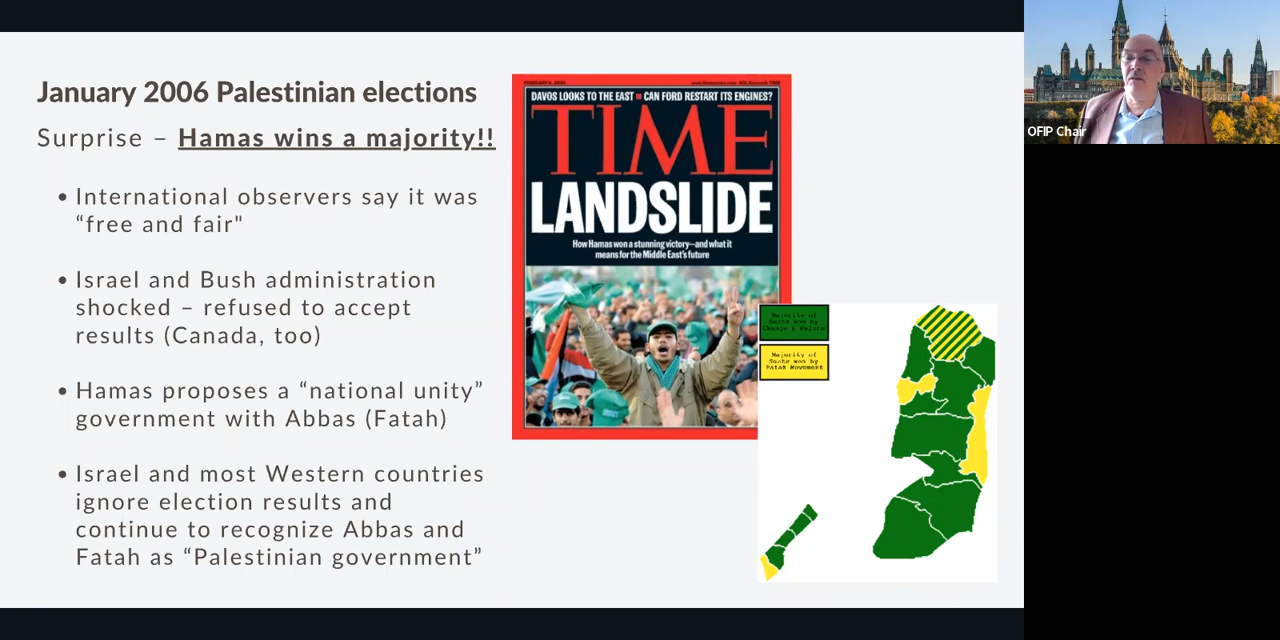 January 2006 Palestinian elections
Surprise – Hamas wins a majority!!
• International observers say it was
“free and fair"
• Israel and Bush administration
shocked – refused to accept
results (Canada, too)
• Hamas proposes a “national unity”
government with Abbas (Fatah)
• Israel and most Western countries
ignore election results and
continue to recognize Abbas and
Fatah as “Palestinian government”
DAVOS LOOKS TO THE EAST ■ CAN FORD RESTART ITS ENGINES?
TIME
LANDSLIDE
How Hamas won a stunning victory—and what it
means for the Middle East's future
Majority of
Seats won by
Change & Reform
Majority of
Seats won by
Fatah Movement
OFIP Chair